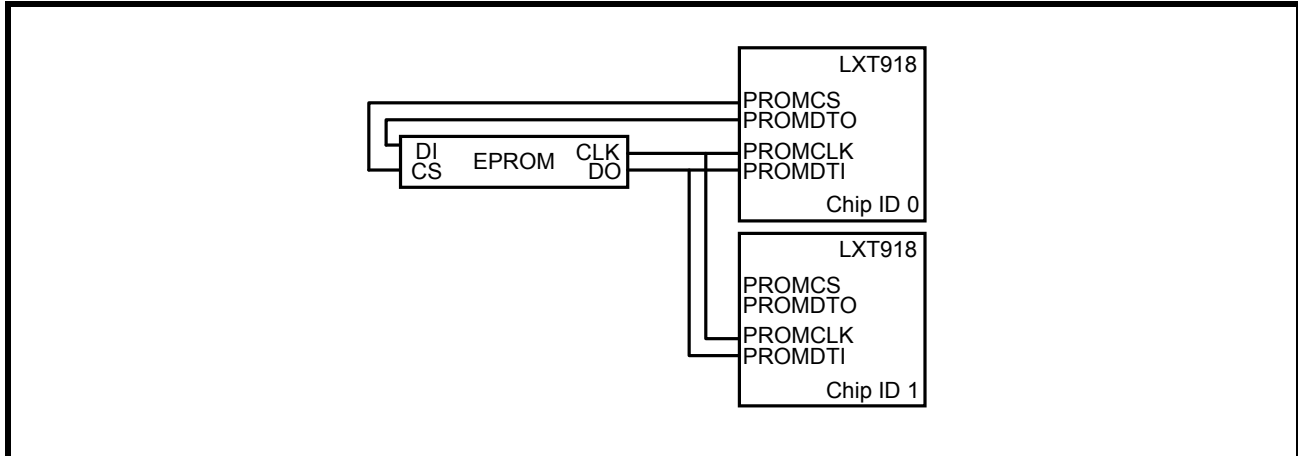 LXT918
PROMCS
PROMDTO
DI EPROM CLK
CS DO
PROMCLK
PROMDTI
Chip ID 0
LXT918
PROMCS
PROMDTO
PROMCLK
PROMDTI
Chip ID 1